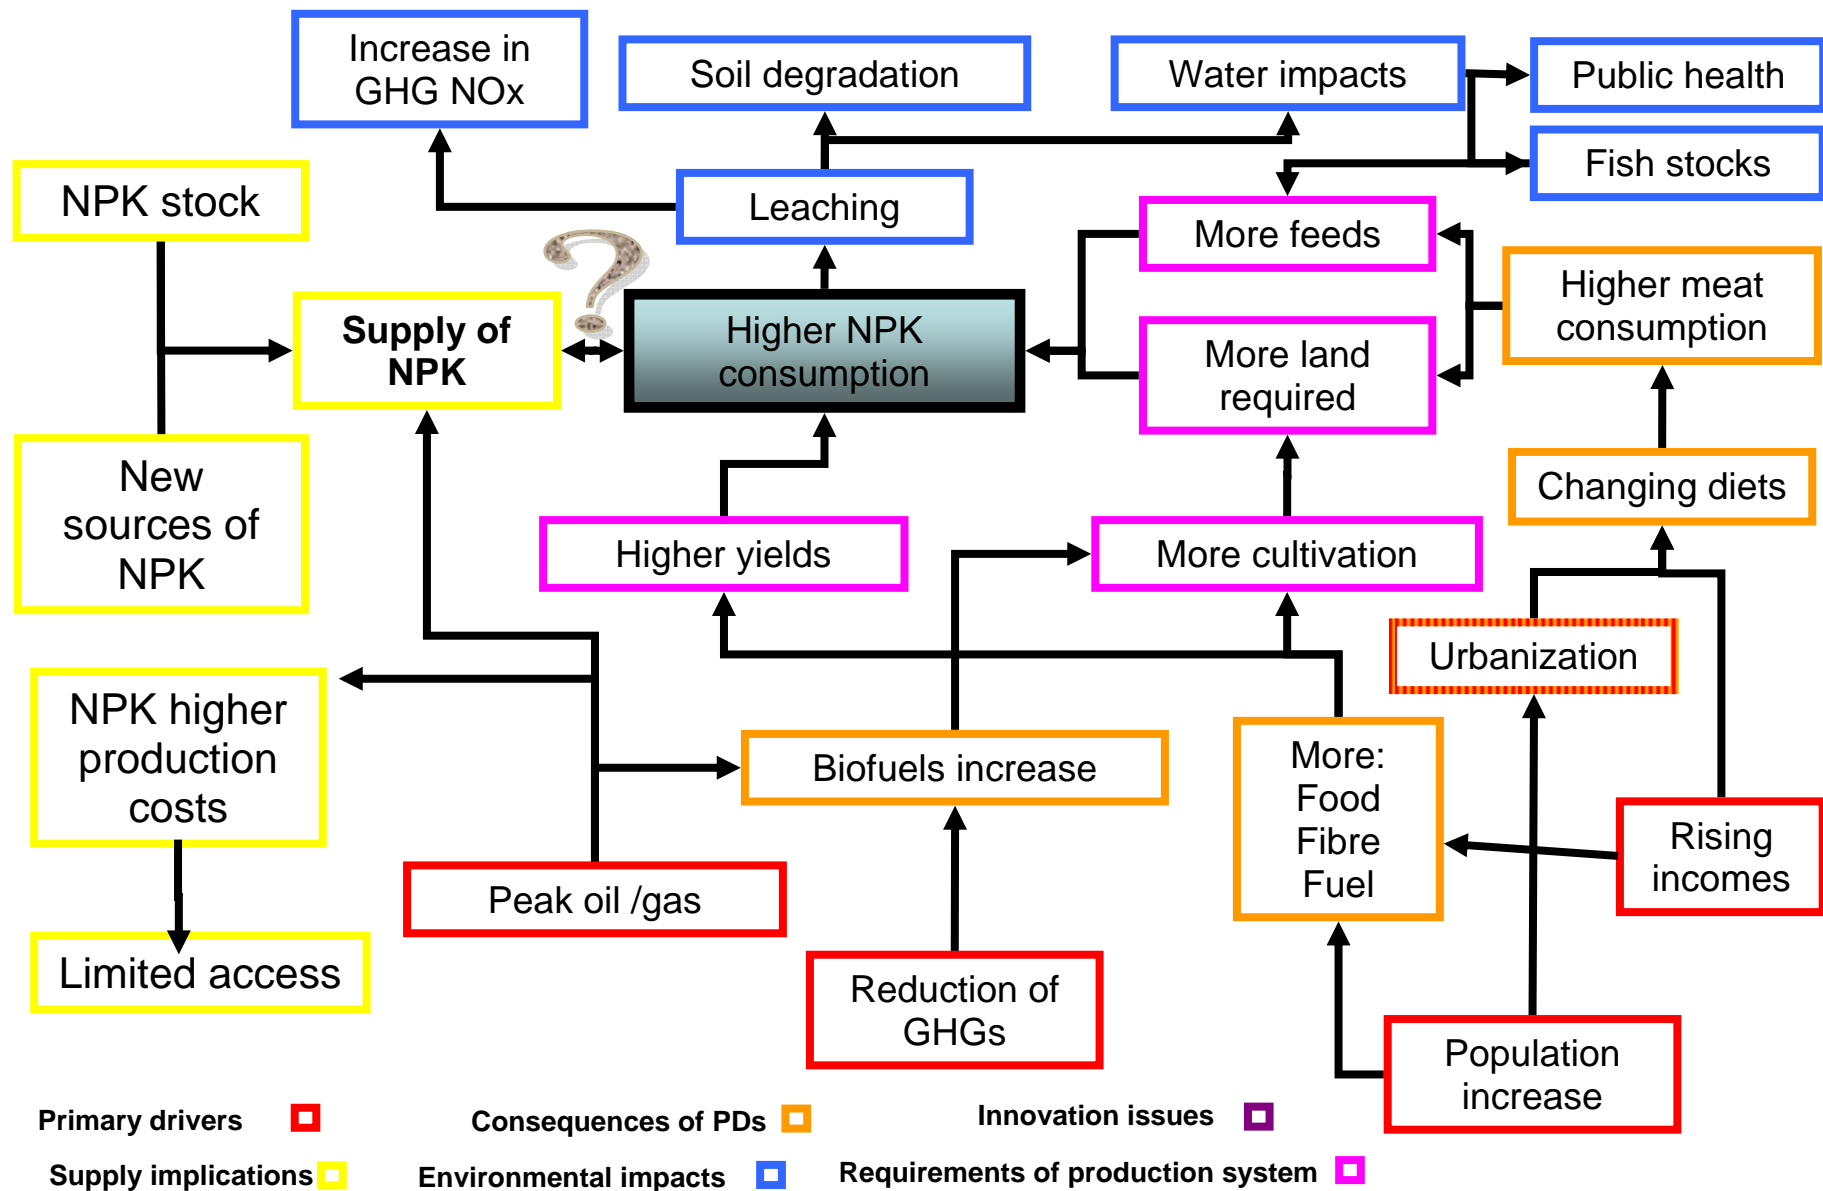 Increase in
GHG NOx
Soil degradation
Water impacts
Public health
Fish stocks
NPK stock
Leaching
More feeds
?
Higher meat
consumption
Supply of
NPK
Higher NPK
consumption
More land
required
New
sources of
NPK
Changing diets
Higher yields
More cultivation
Urbanization
NPK higher
production
costs
Biofuels increase
More:
Food
Fibre
Fuel
Rising
incomes
Peak oil /gas
Limited access
Reduction of
GHGs
Population
increase
Primary drivers
Consequences of PDs
Innovation issues
Supply implications
Environmental impacts
Requirements of production system